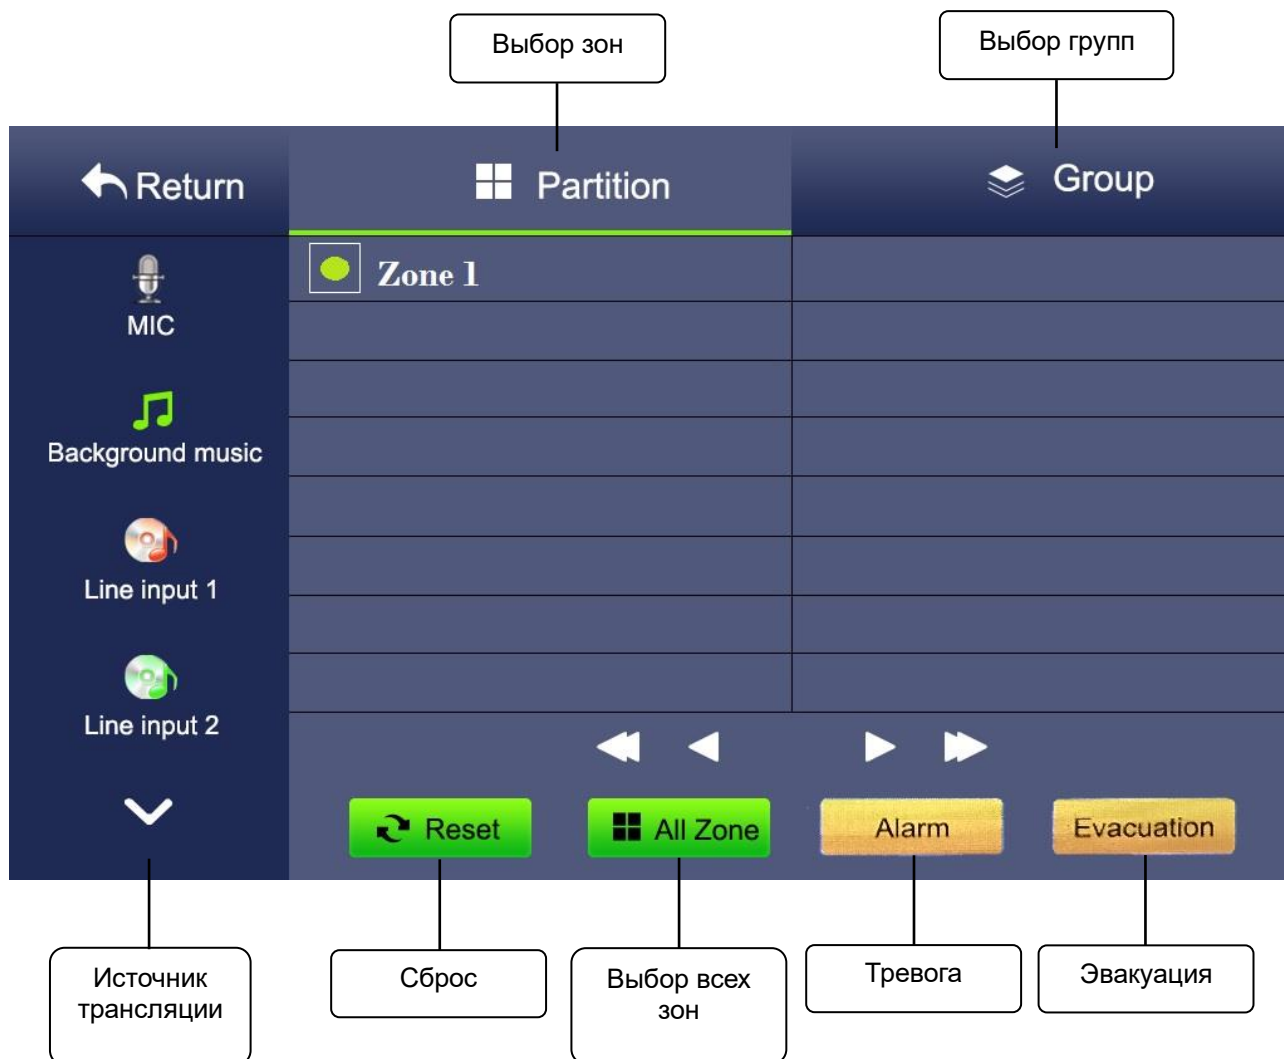 Выбор зон
Выбор групп
Return
Partition
Group
MIC
Zone 1
Background music
Line input 1
Line input 2
Reset
All Zone
Alarm
Evacuation
Источник
трансляции
Сброс
Выбор всех
зон
Тревога
Эвакуация